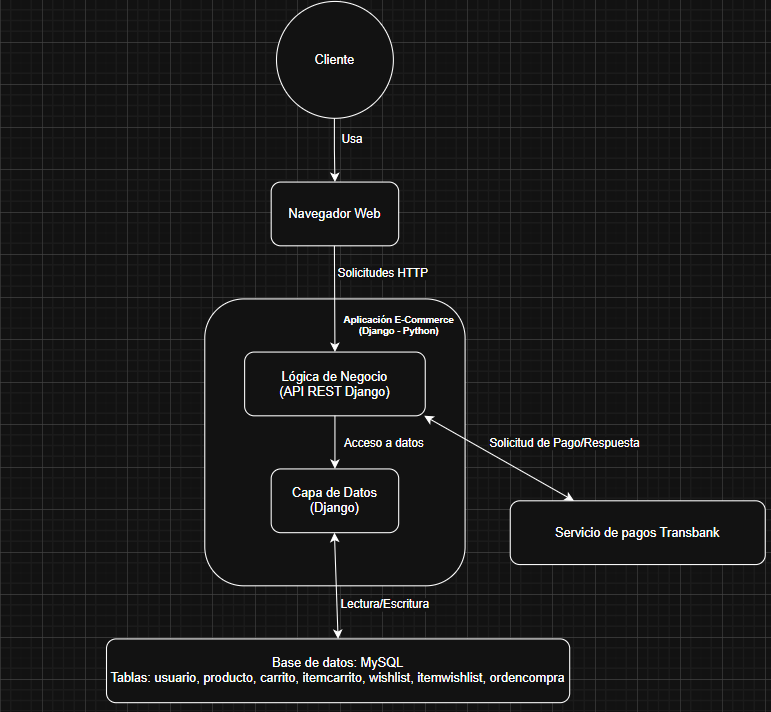 Cliente
Usa
Navegador Web
Solicitudes HTTP
Aplicación E-Commerce
(Django - Python)
Lógica de Negocio
(API REST Django)
Acceso a datos
Solicitud de Pago/Respuesta
Capa de Datos
(Django)
Servicio de pagos Transbank
Lectura/Escritura
Base de datos: MySQL
Tablas: usuario, producto, carrito, itemcarrito, wishlist, itemwishlist, ordencompra